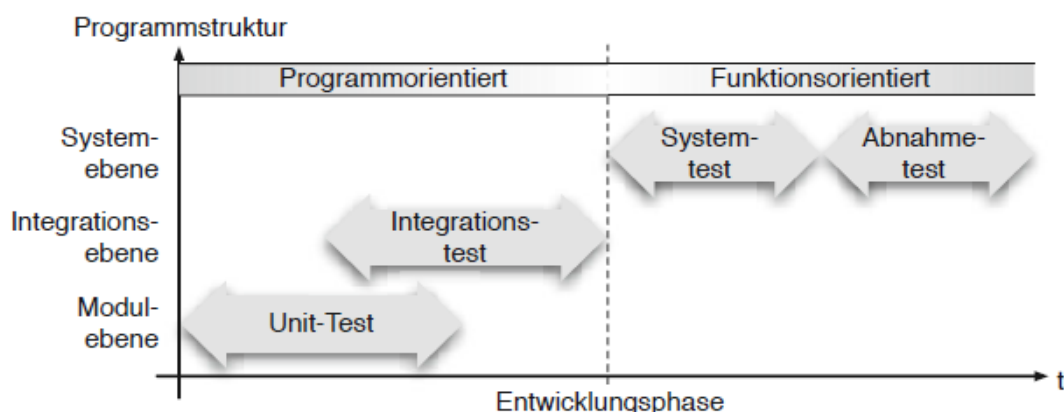 Programmstruktur
Programmorientiert
Funktionsorientiert
System-
ebene
System-
test
Abnahme-
test
Integrations-
ebene
Integrations-
test
Modul-
ebene
Unit-Test
t
Entwicklungsphase